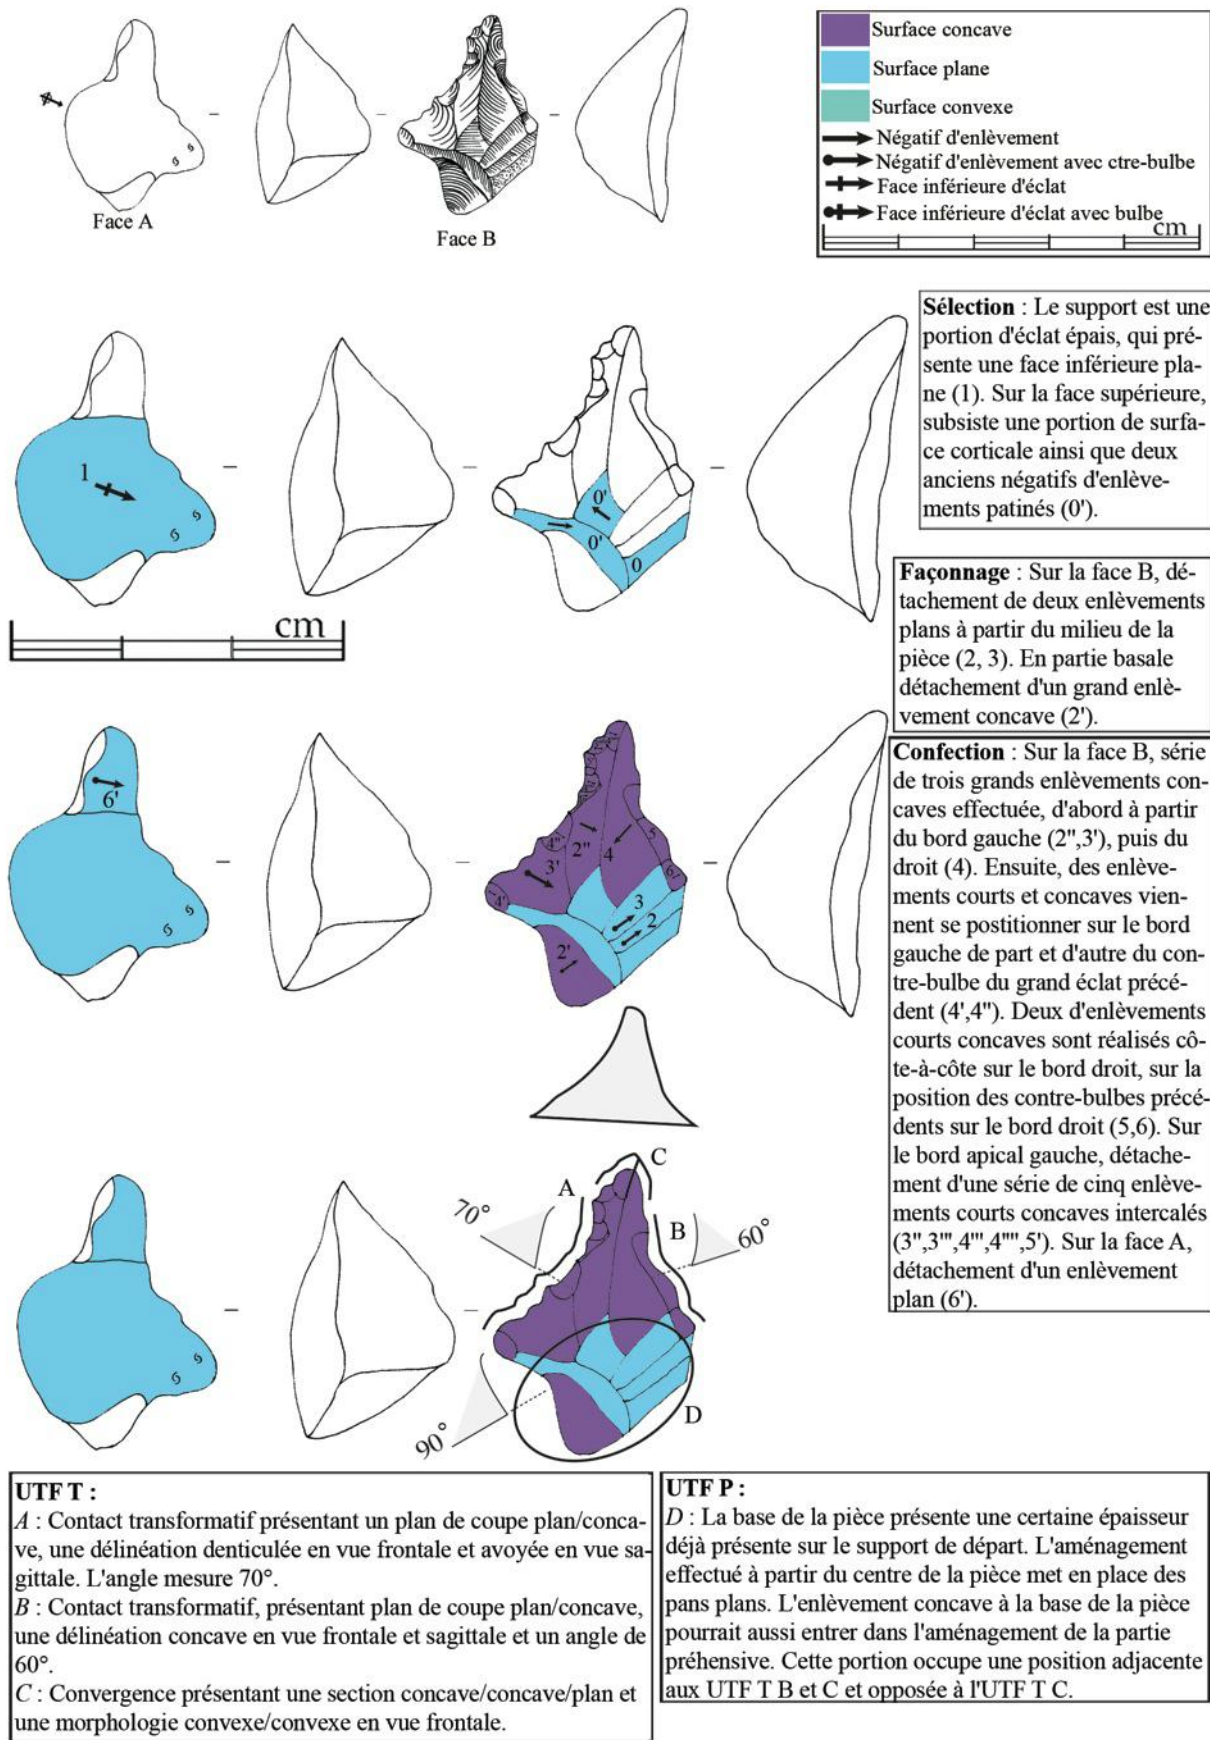 Surface concave
Surface plane
Surface convexe
Négatif d'enlèvement
Négatif d'enlèvement avec ctre-bulbe
Face inférieure d'éclat
Face inférieure d'éclat avec bulbe
cm
Face A
Face B
Sélection : Le support est une
portion d'éclat épais, qui pré-
sente une face inférieure pla-
ne (1). Sur la face supérieure,
subsiste une portion de surfa-
ce corticale ainsi que deux
anciens négatifs d'enlève-
ments patinés (0').
1
0'
0'
0
cm
Façonnage : Sur la face B, dé-
tachement de deux enlèvements
plans à partir du milieu de la
pièce (2, 3). En partie basale
détachement d'un grand enlè-
vement concave (2').
6'
4"
3'
2"
4
5
6
4'
3
2
2'
Confection : Sur la face B, série
de trois grands enlèvements con-
caves effectuée, d'abord à partir
du bord gauche (2",3'), puis du
droit (4). Ensuite, des enlève-
ments courts et concaves vien-
nent se postitionner sur le bord
gauche de part et d'autre du con-
tre-bulbe du grand éclat précé-
dent (4',4"). Deux d'enlèvements
courts concaves sont réalisés cô-
te-à-côte sur le bord droit, sur la
position des contre-bulbes précé-
dents sur le bord droit (5,6). Sur
le bord apical gauche, détache-
ment d'une série de cinq enlève-
ments courts concaves intercalés
(3",3"',4"',4"",5'). Sur la face A,
détachement d'un enlèvement
plan (6').
C
A
70°
B
60°
90°
D
UTF T :
A : Contact transformatif présentant un plan de coupe plan/conca-
ve, une délinéation denticulée en vue frontale et avoyée en vue sa-
gittale. L'angle mesure 70°.
B : Contact transformatif, présentant plan de coupe plan/concave,
une délinéation concave en vue frontale et sagittale et un angle de
60°.
C : Convergence présentant une section concave/concave/plan et
une morphologie convexe/convexe en vue frontale.
UTF P :
D : La base de la pièce présente une certaine épaisseur
déjà présente sur le support de départ. L'aménagement
effectué à partir du centre de la pièce met en place des
pans plans. L'enlèvement concave à la base de la pièce
pourrait aussi entrer dans l'aménagement de la partie
préhensive. Cette portion occupe une position adjacente
aux UTF T B et C et opposée à l'UTF T C.